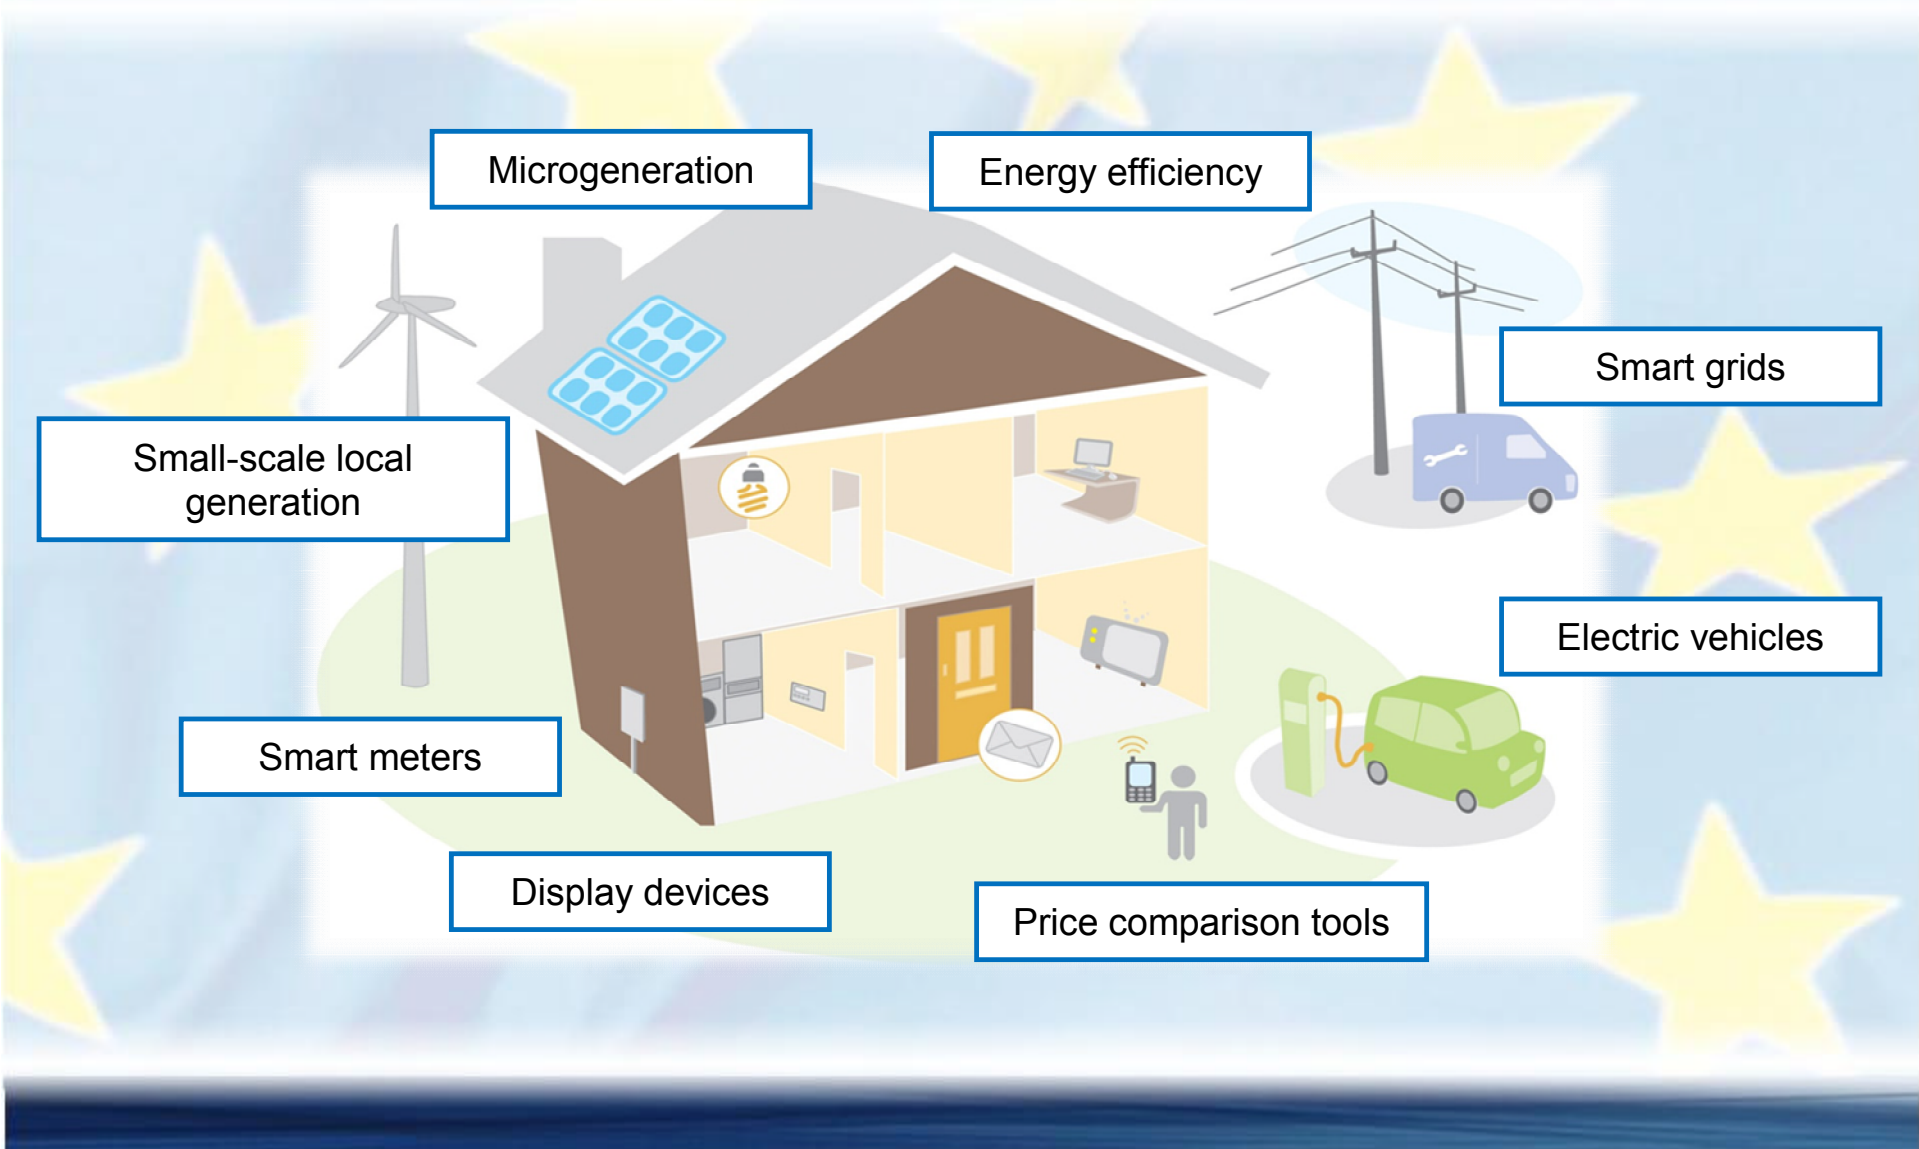 Microgeneration
Energy efficiency
Smart grids
Small-scale local
generation
Electric vehicles
Smart meters
Display devices
Price comparison tools